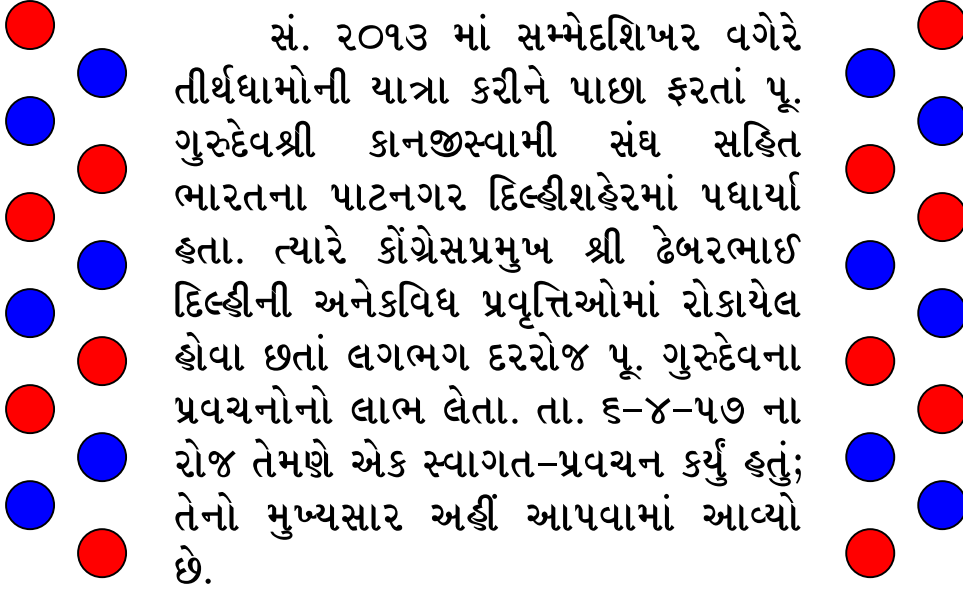 સં. ૨૦૧૩ માં સમ્મેદશિખર વગેરે
તીર્થધામોની યાત્રા કરીને પાછા ફરતાં પૂ.
ગુરુદેવશ્રી કાનજીસ્વામી સંઘ સહિત
ભારતના પાટનગર દિલ્હીશહેરમાં પધાર્યા
હતા. ત્યારે કોંગ્રેસપ્રમુખ શ્રી ઢેબરભાઈ
દિલ્હીની અનેકવિધ પ્રવૃત્તિઓમાં રોકાયેલ
હોવા છતાં લગભગ દરરોજ પૂ. ગુરુદેવના
પ્રવચનોનો લાભ લેતા. તા. ૬–૪–૫૭ ના
રોજ તેમણે એક સ્વાગત–પ્રવચન કર્યું હતું;
તેનો મુખ્યસાર અહીં આપવામાં આવ્યો
છે.